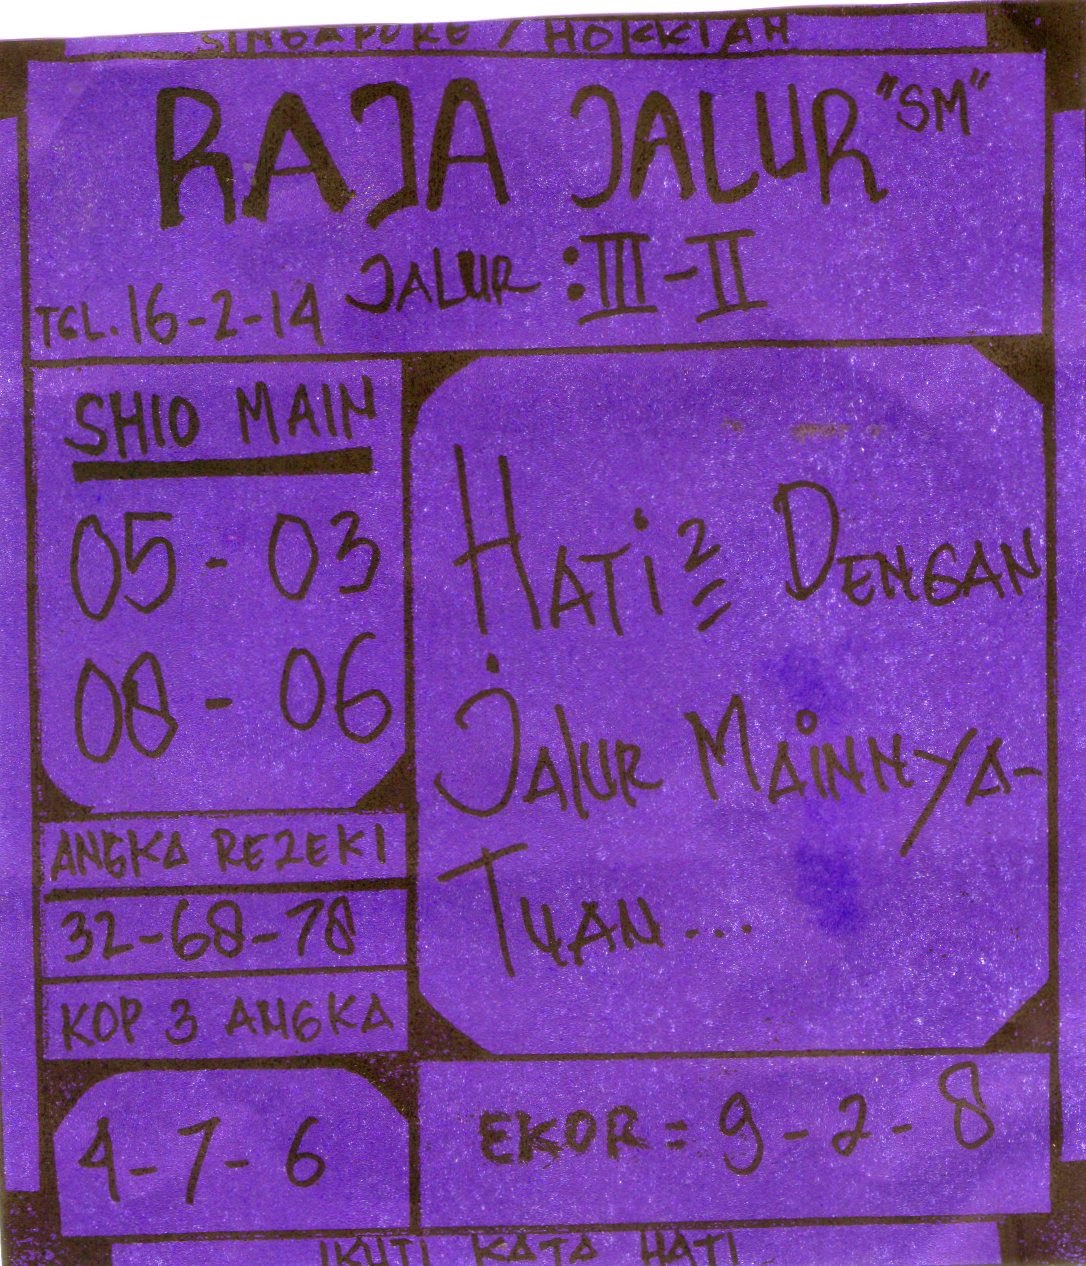 SINGAPORE / HOKKIAN
RAJA JALUR "SM"
JALUR : III - II
TGL. 16-2-14
SHIO MAIN
05 - 03
08 - 06
ANGKA REZEKI
32-68-78
KOP 3 ANGKA
4-7-6
HATi2 DENGAN
JALUR MAiNNYA-
TUAN...
EKOR = 9-2-8
IKUTI KATA HATI